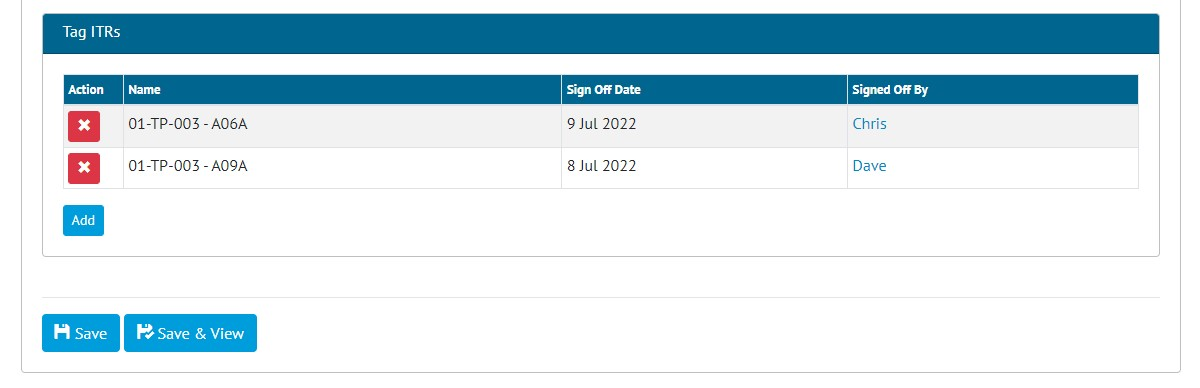 Tag ITRs
Action Name Sign Off Date Signed Off By
01-TP-003 - A06A 9 Jul 2022 Chris
01-TP-003 - A09A 8 Jul 2022 Dave
Add
Save Save & View